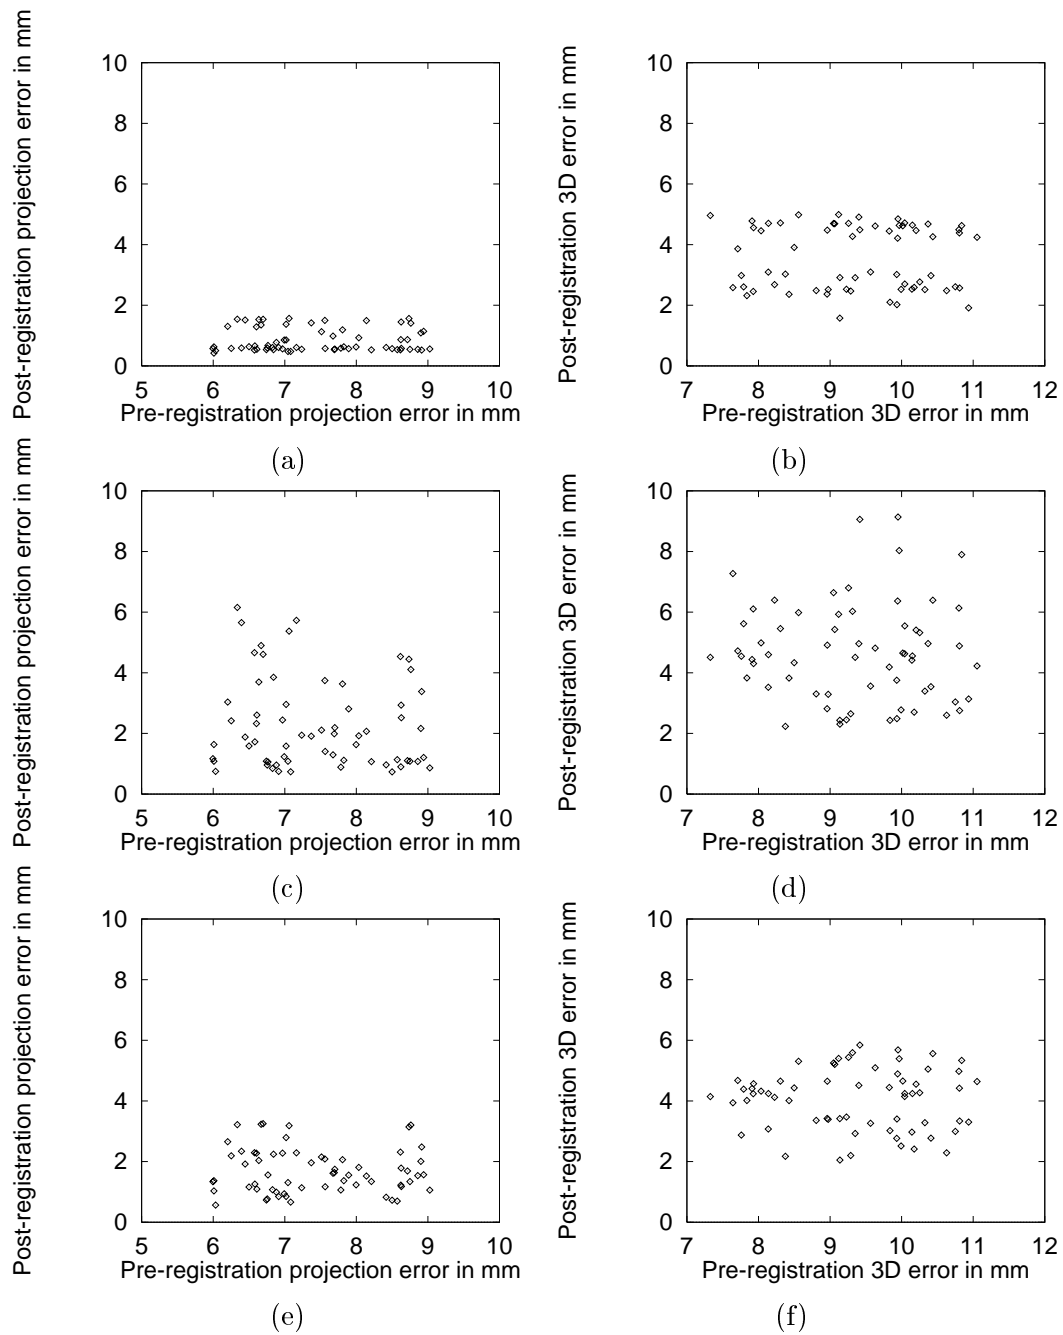 Post-registration projection error in mm
10
8
6
4
2
0
5 6 7 8 9 10
Pre-registration projection error in mm
(a)
Post-registration 3D error in mm
10
8
6
4
2
0
7 8 9 10 11 12
Pre-registration 3D error in mm
(b)
Post-registration projection error in mm
10
8
6
4
2
0
5 6 7 8 9 10
Pre-registration projection error in mm
(c)
Post-registration 3D error in mm
10
8
6
4
2
0
7 8 9 10 11 12
Pre-registration 3D error in mm
(d)
Post-registration projection error in mm
10
8
6
4
2
0
5 6 7 8 9 10
Pre-registration projection error in mm
(e)
Post-registration 3D error in mm
10
8
6
4
2
0
7 8 9 10 11 12
Pre-registration 3D error in mm
(f)